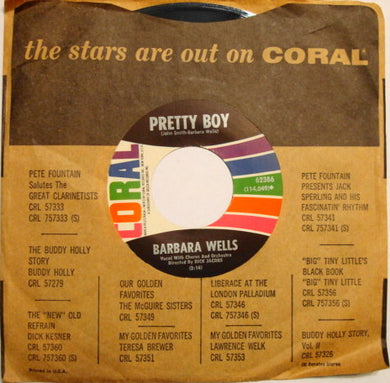 the stars are out on CORAL
PRETTY BOY
(John Smith-Barbara Wells)
CORAL
62386
(114,049)
BARBARA WELLS
Vocal With Chorus And Orchestra
Directed By DICK JACOBS
(2:14)
PETE FOUNTAIN
Salutes The
GREAT CLARINETISTS
CRL 57333
CRL 757333 (S)
THE BUDDY HOLLY
STORY
BUDDY HOLLY
CRL 57279
THE "NEW" OLD
REFRAIN
DICK KESNER
CRL 57360
CRL 757360 (S)
Printed in U.S.A.
OUR GOLDEN
FAVORITES
THE McGUIRE SISTERS
CRL 57349
MY GOLDEN FAVORITES
TERESA BREWER
CRL 57351
LIBERACE AT THE
LONDON PALLADIUM
CRL 57346
CRL 757346 (S)
MY GOLDEN FAVORITES
LAWRENCE WELK
CRL 57353
PETE FOUNTAIN
PRESENTS JACK
SPERLING AND HIS
FASCINATIN' RHYTHM
CRL 57341
CRL 757341 (S)
"BIG" TINY LITTLE'S
BLACK BOOK
"BIG" TINY LITTLE
CRL 57356
CRL 757356 (S)
BUDDY HOLLY STORY,
Vol. II
CRL 57326
(S) Denotes Stereo